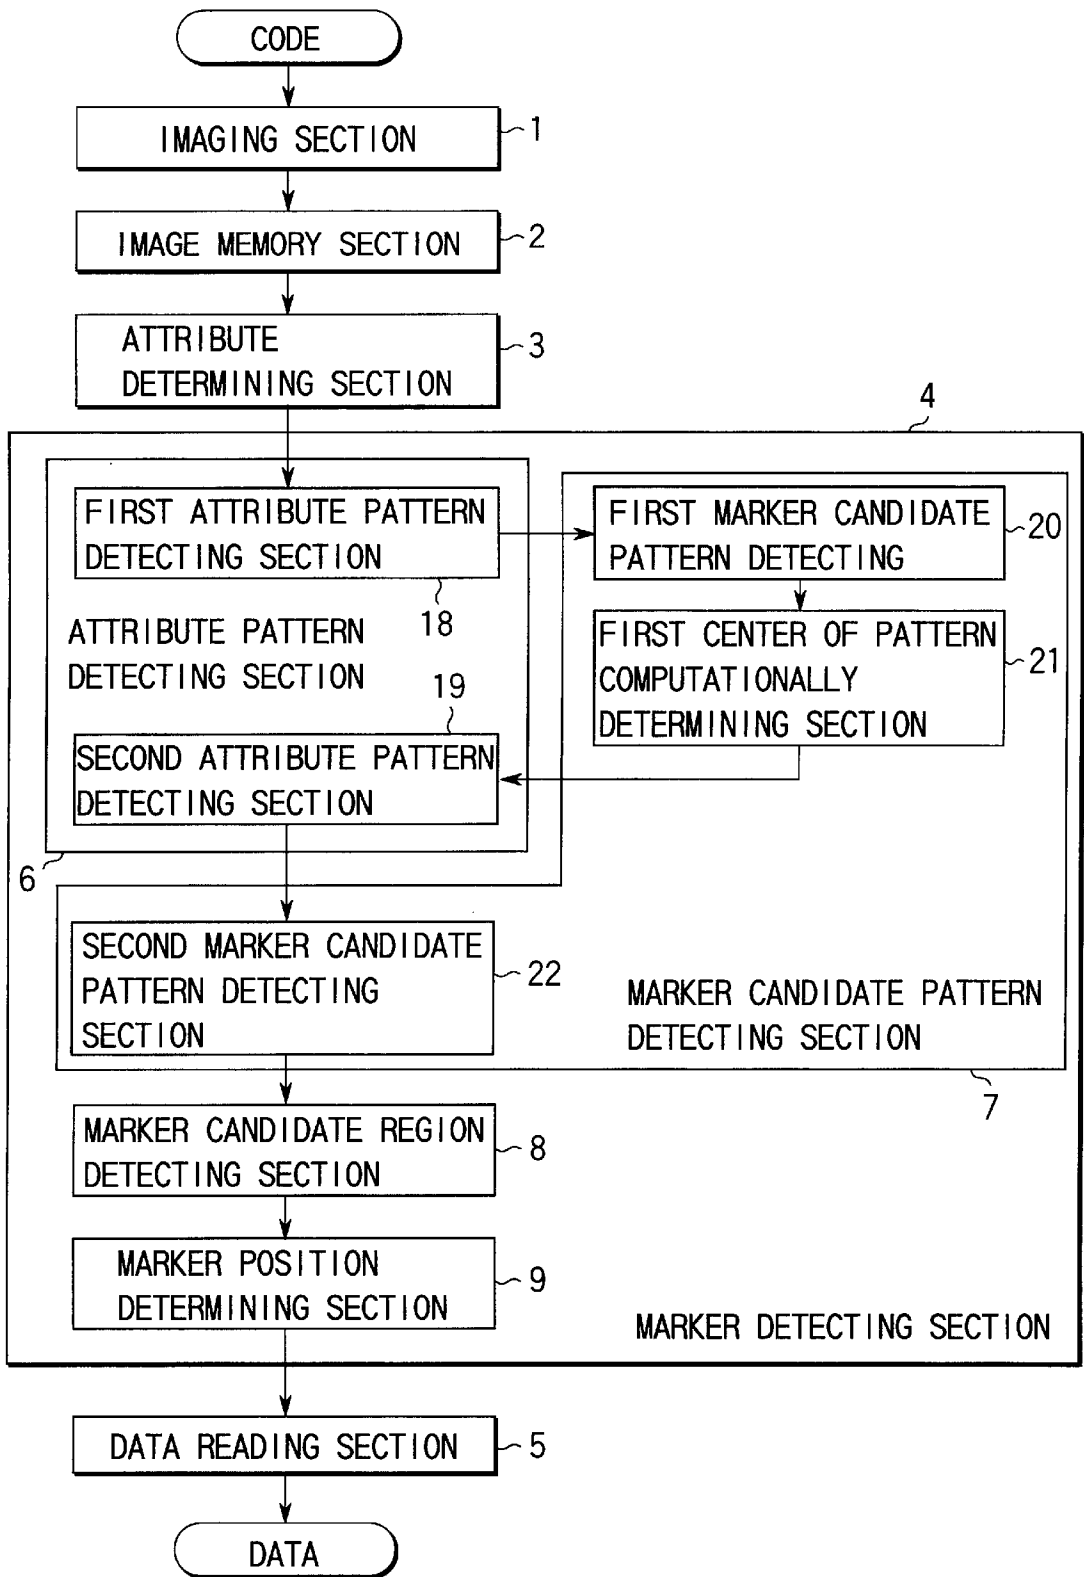 CODE
IMAGING SECTION
1
IMAGE MEMORY SECTION
2
ATTRIBUTE
DETERMINING SECTION
3
4
FIRST ATTRIBUTE PATTERN
DETECTING SECTION
18
FIRST MARKER CANDIDATE
PATTERN DETECTING
20
ATTRIBUTE PATTERN
DETECTING SECTION
FIRST CENTER OF PATTERN
COMPUTATIONALLY
DETERMINING SECTION
21
19
SECOND ATTRIBUTE PATTERN
DETECTING SECTION
6
SECOND MARKER CANDIDATE
PATTERN DETECTING
SECTION
22
MARKER CANDIDATE PATTERN
DETECTING SECTION
7
MARKER CANDIDATE REGION
DETECTING SECTION
8
MARKER POSITION
DETERMINING SECTION
9
MARKER DETECTING SECTION
DATA READING SECTION
5
DATA